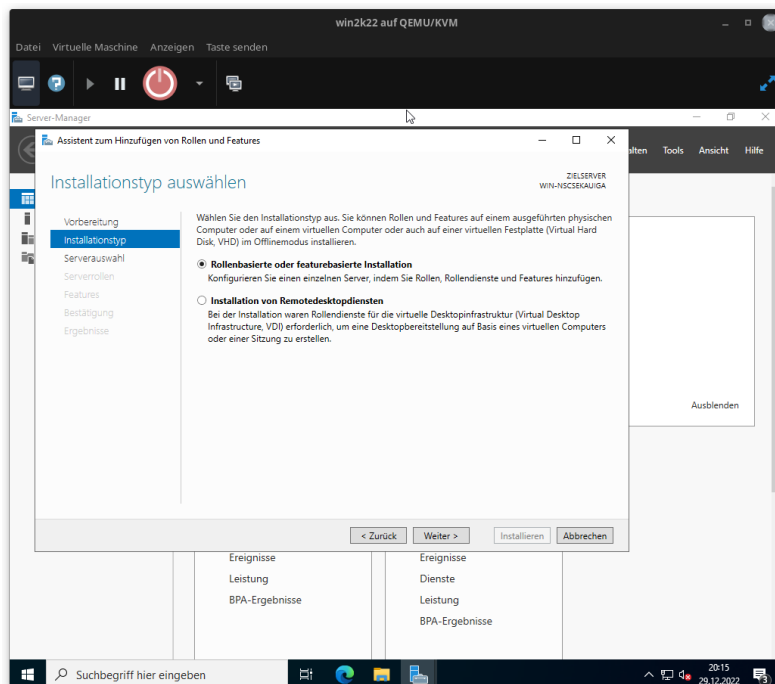 win2k22 auf QEMU/KVM
Datei Virtuelle Maschine Anzeigen Taste senden
Server-Manager
Tools Ansicht Hilfe
Assistent zum Hinzufügen von Rollen und Features
Installationstyp auswählen
ZIELSERVER
WIN-NSCSEKAUIGA
Vorbereitung
Installationstyp
Serverauswahl
Serverrollen
Features
Bestätigung
Ergebnisse
Wählen Sie den Installationstyp aus. Sie können Rollen und Features auf einem ausgeführten physischen
Computer oder auf einem virtuellen Computer oder auch auf einer virtuellen Festplatte (Virtual Hard
Disk, VHD) im Offlinemodus installieren.
Rollenbasierte oder featurebasierte Installation
Konfigurieren Sie einen einzelnen Server, indem Sie Rollen, Rollendienste und Features hinzufügen.
Installation von Remotedesktopdiensten
Bei der Installation waren Rollendienste für die virtuelle Desktopinfrastruktur (Virtual Desktop
Infrastructure, VDI) erforderlich, um eine Desktopbereitstellung auf Basis eines virtuellen Computers
oder einer Sitzung zu erstellen.
Ausblenden
< Zurück Weiter > Installieren Abbrechen
Ereignisse
Leistung
BPA-Ergebnisse
Ereignisse
Dienste
Leistung
BPA-Ergebnisse
Suchbegriff hier eingeben
20:15
29.12.2022
3